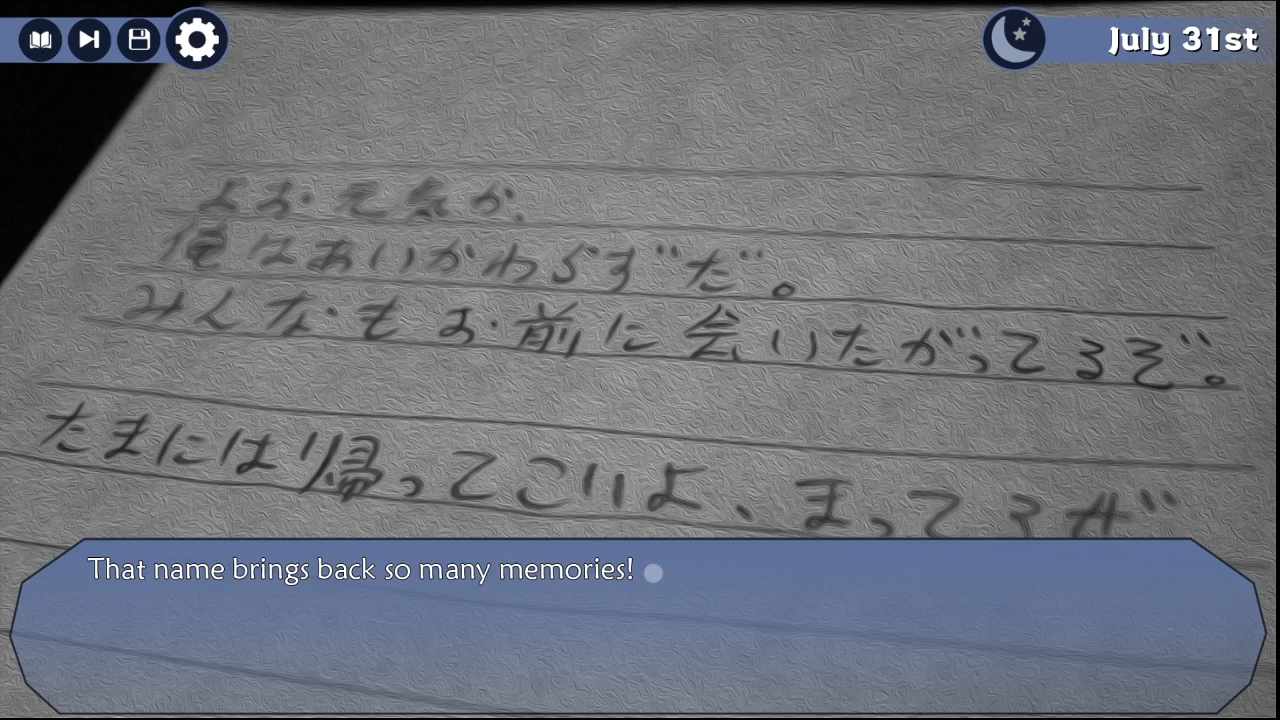 July 31st
よお元気か。
俺はあいかわらずだ。
みんなもお前に会いたがってるぞ。
たまには帰ってこいよ、まってるぜ
That name brings back so many memories!